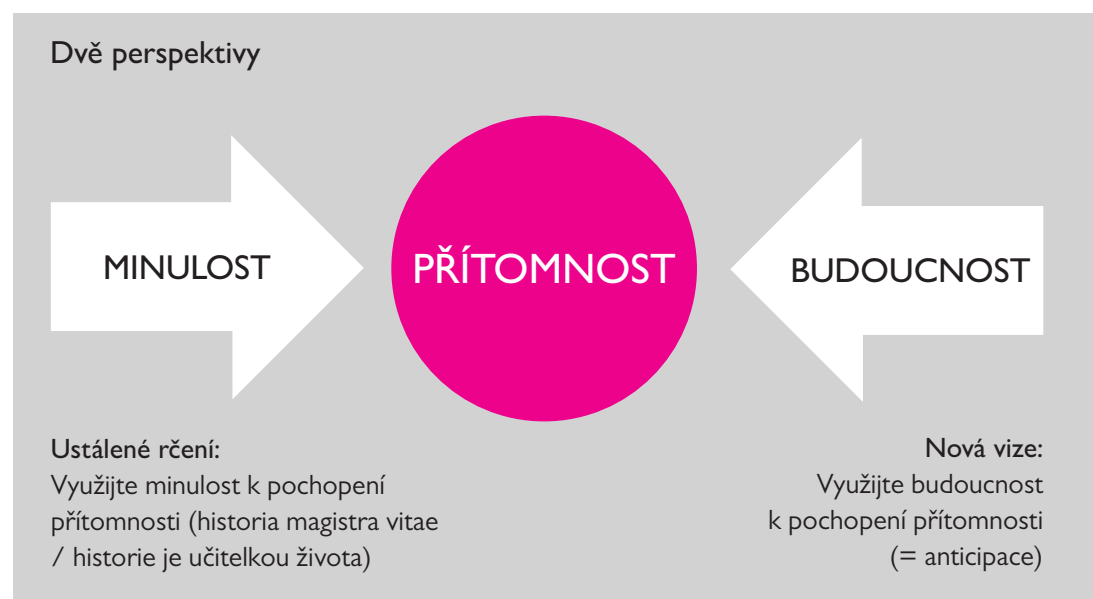 Dvě perspektivy
MINULOST
PŘÍTOMNOST
BUDOUCNOST
Ustálené rčení:
Využijte minulost k pochopení
přítomnosti (historia magistra vitae
/ historie je učitelkou života)
Nová vize:
Využijte budoucnost
k pochopení přítomnosti
(= anticipace)